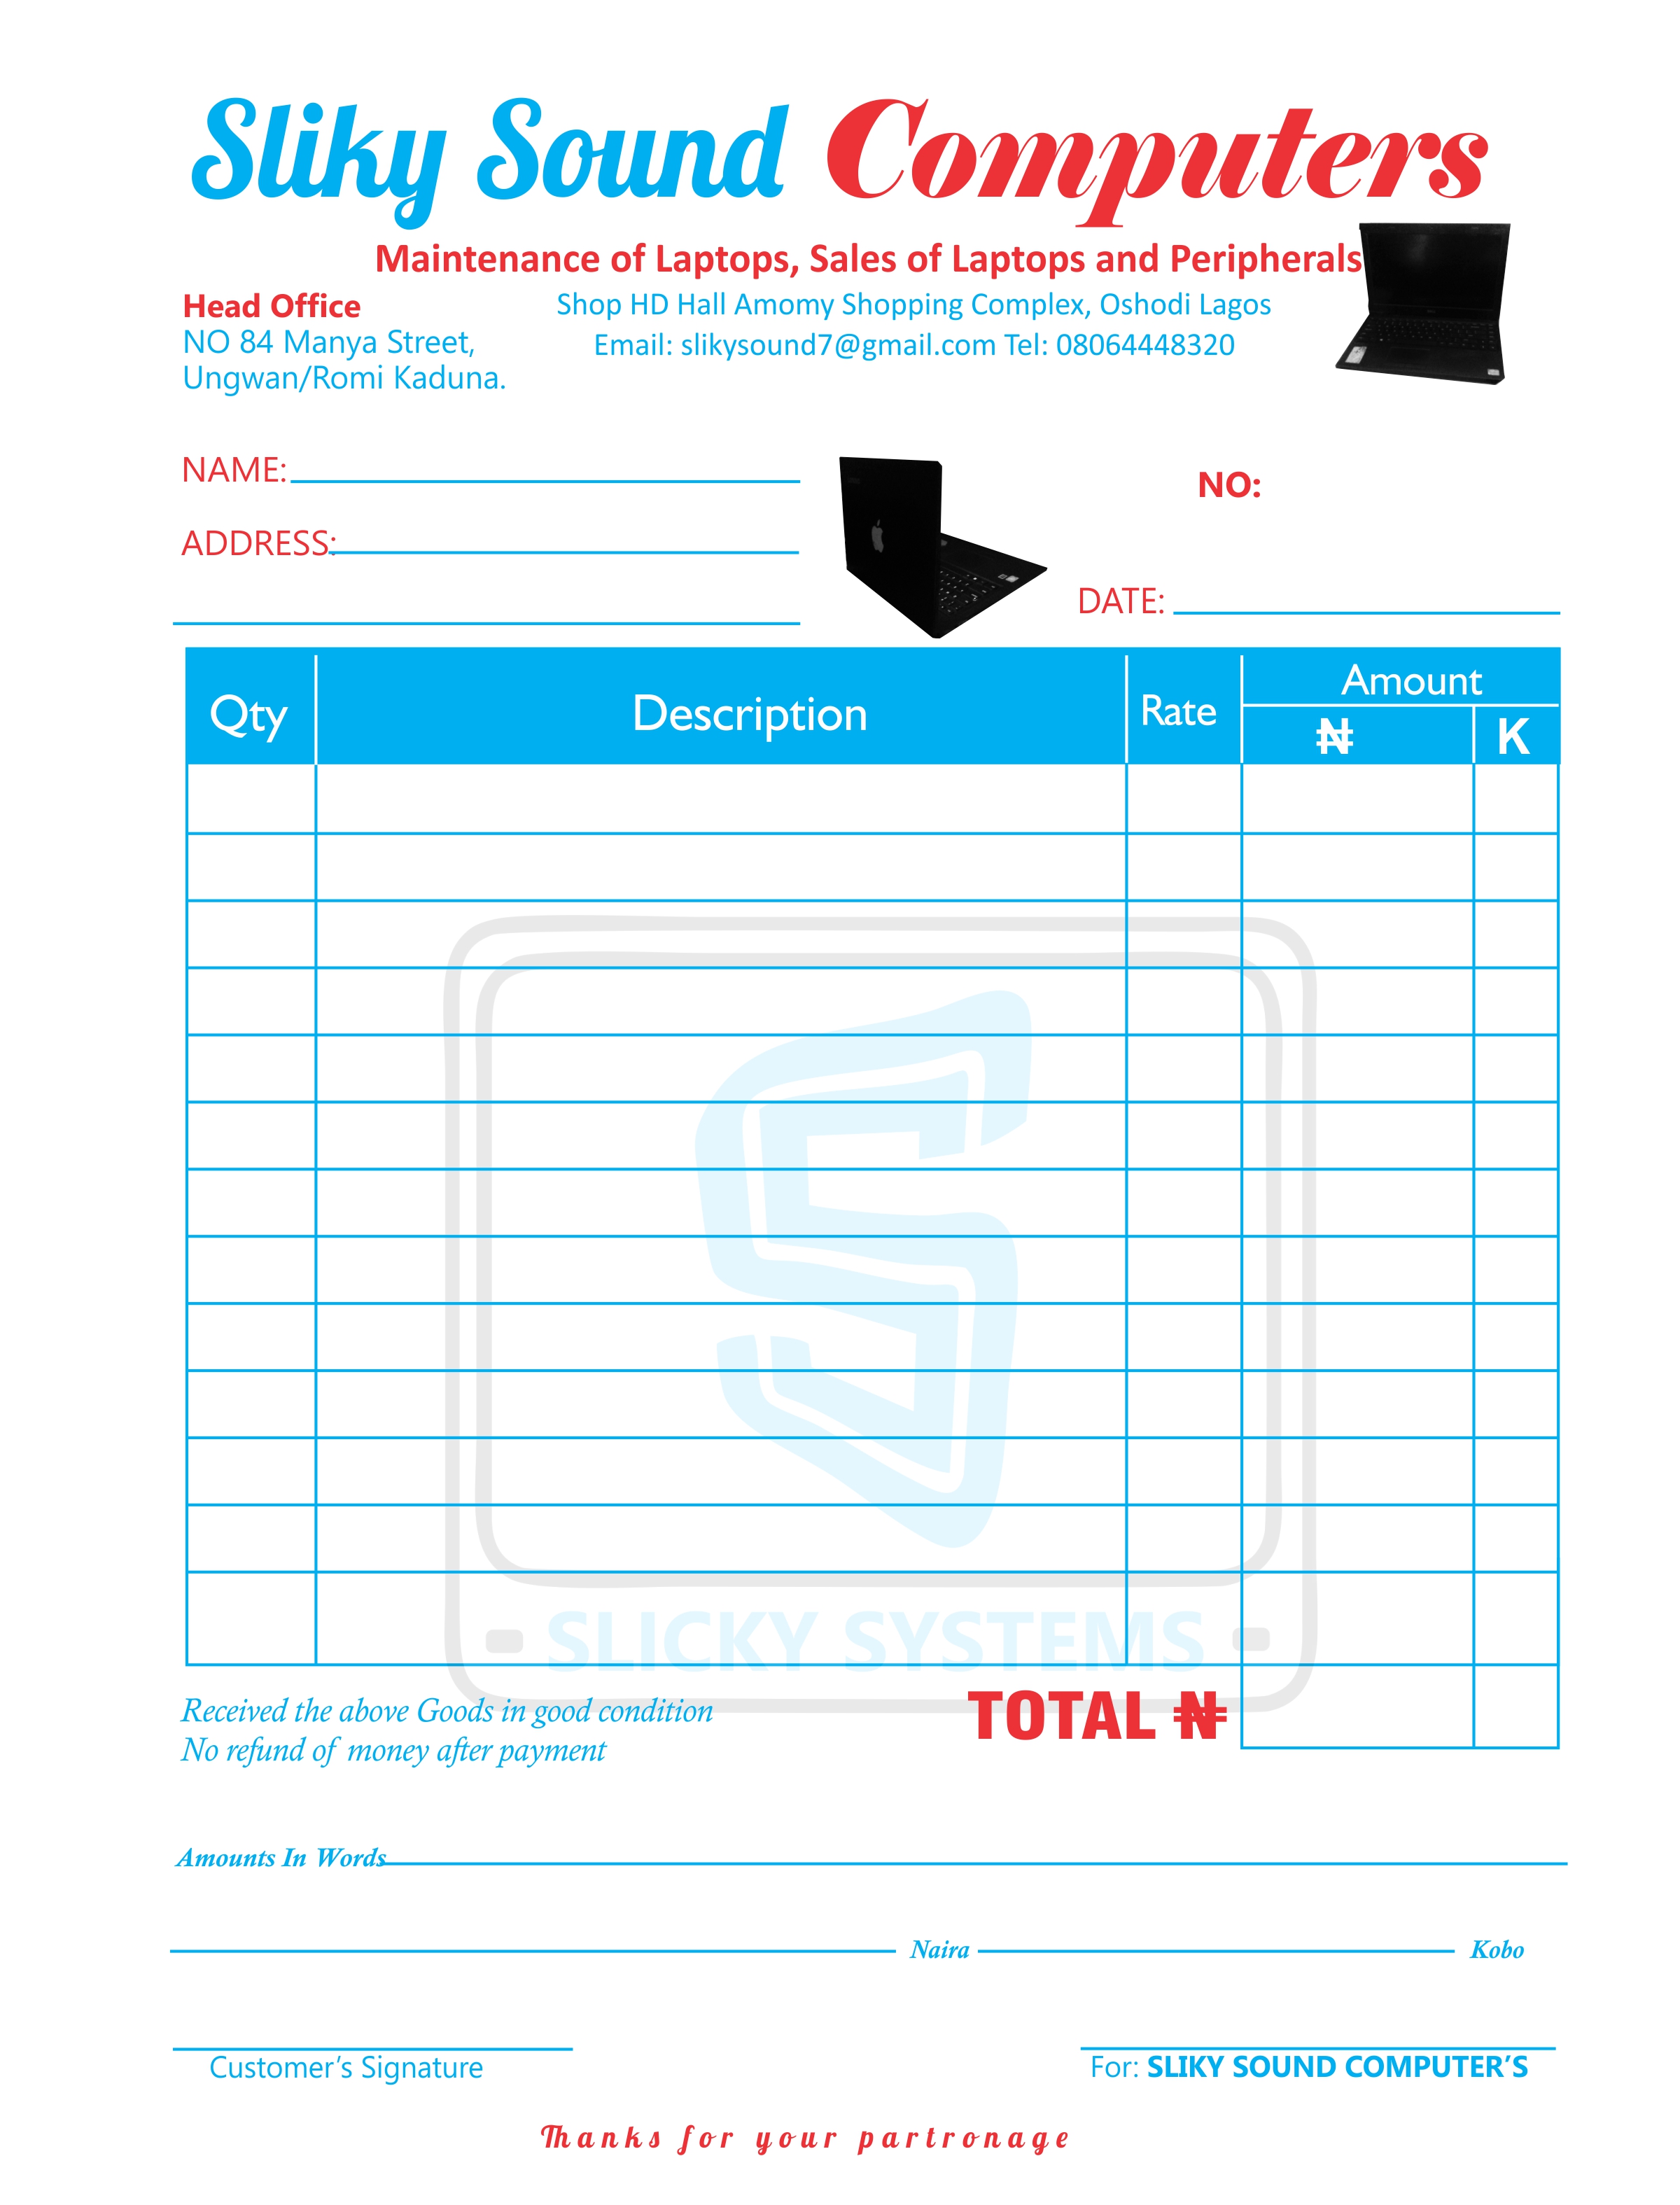 Sliky Sound Computers
Maintenance of Laptops, Sales of Laptops and Peripherals
Head Office
NO 84 Manya Street,
Ungwan/Romi Kaduna.
Shop HD Hall Amomy Shopping Complex, Oshodi Lagos
Email: slikysound7@gmail.com Tel: 08064448320
NAME:
NO:
ADDRESS:
DATE:
Qty Description Rate Amount
₦ K
SLICKY SYSTEMS
Received the above Goods in good condition
No refund of money after payment
TOTAL ₦
Amounts In Words
Naira Kobo
Customer’s Signature
For: SLIKY SOUND COMPUTER’S
Thanks for your partronage